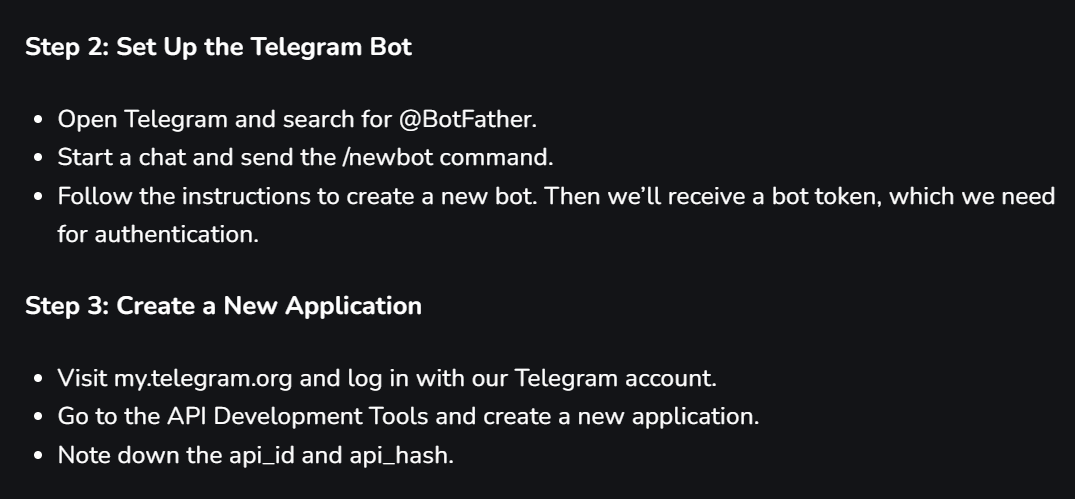 Step 2: Set Up the Telegram Bot
• Open Telegram and search for @BotFather.
• Start a chat and send the /newbot command.
• Follow the instructions to create a new bot. Then we’ll receive a bot token, which we need
for authentication.
Step 3: Create a New Application
• Visit my.telegram.org and log in with our Telegram account.
• Go to the API Development Tools and create a new application.
• Note down the api_id and api_hash.